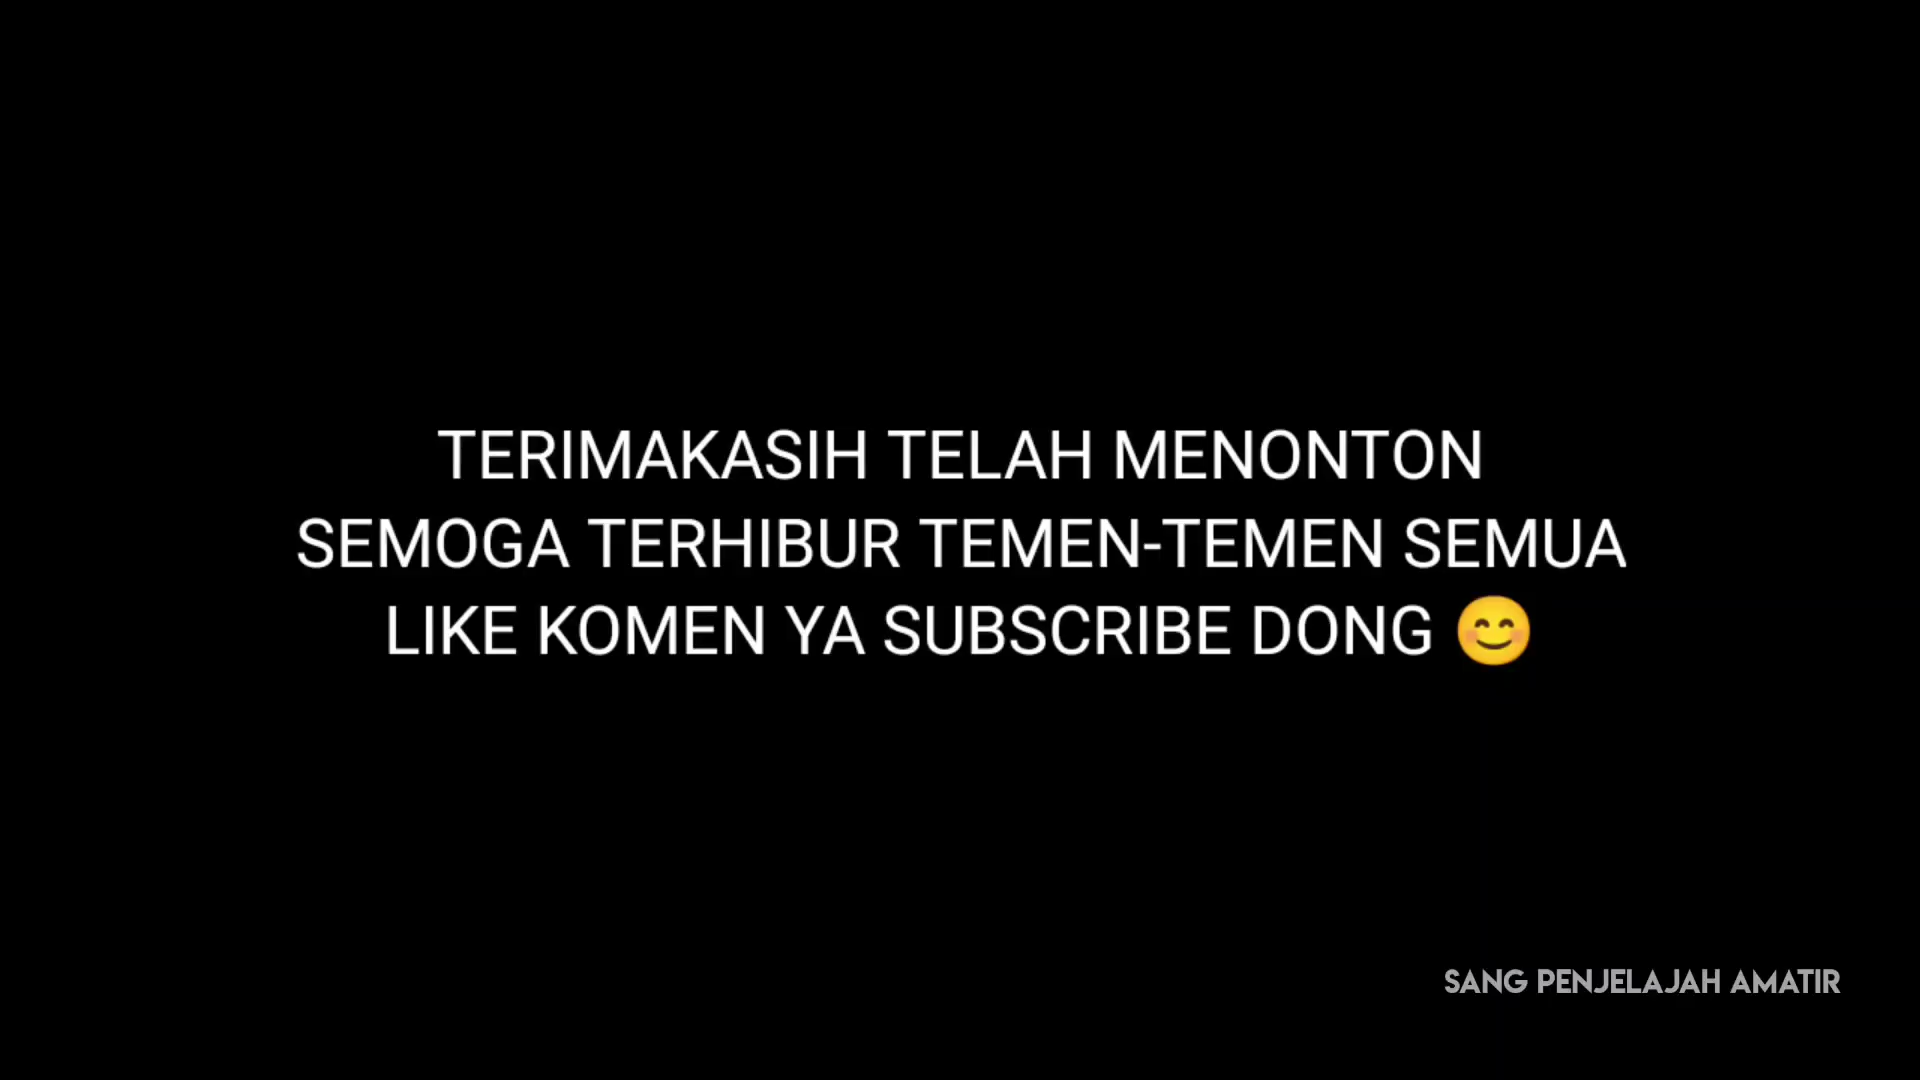 TERIMAKASIH TELAH MENONTON
SEMOGA TERHIBUR TEMEN-TEMEN SEMUA
LIKE KOMEN YA SUBSCRIBE DONG 😊
SANG PENJELAJAH AMATIR